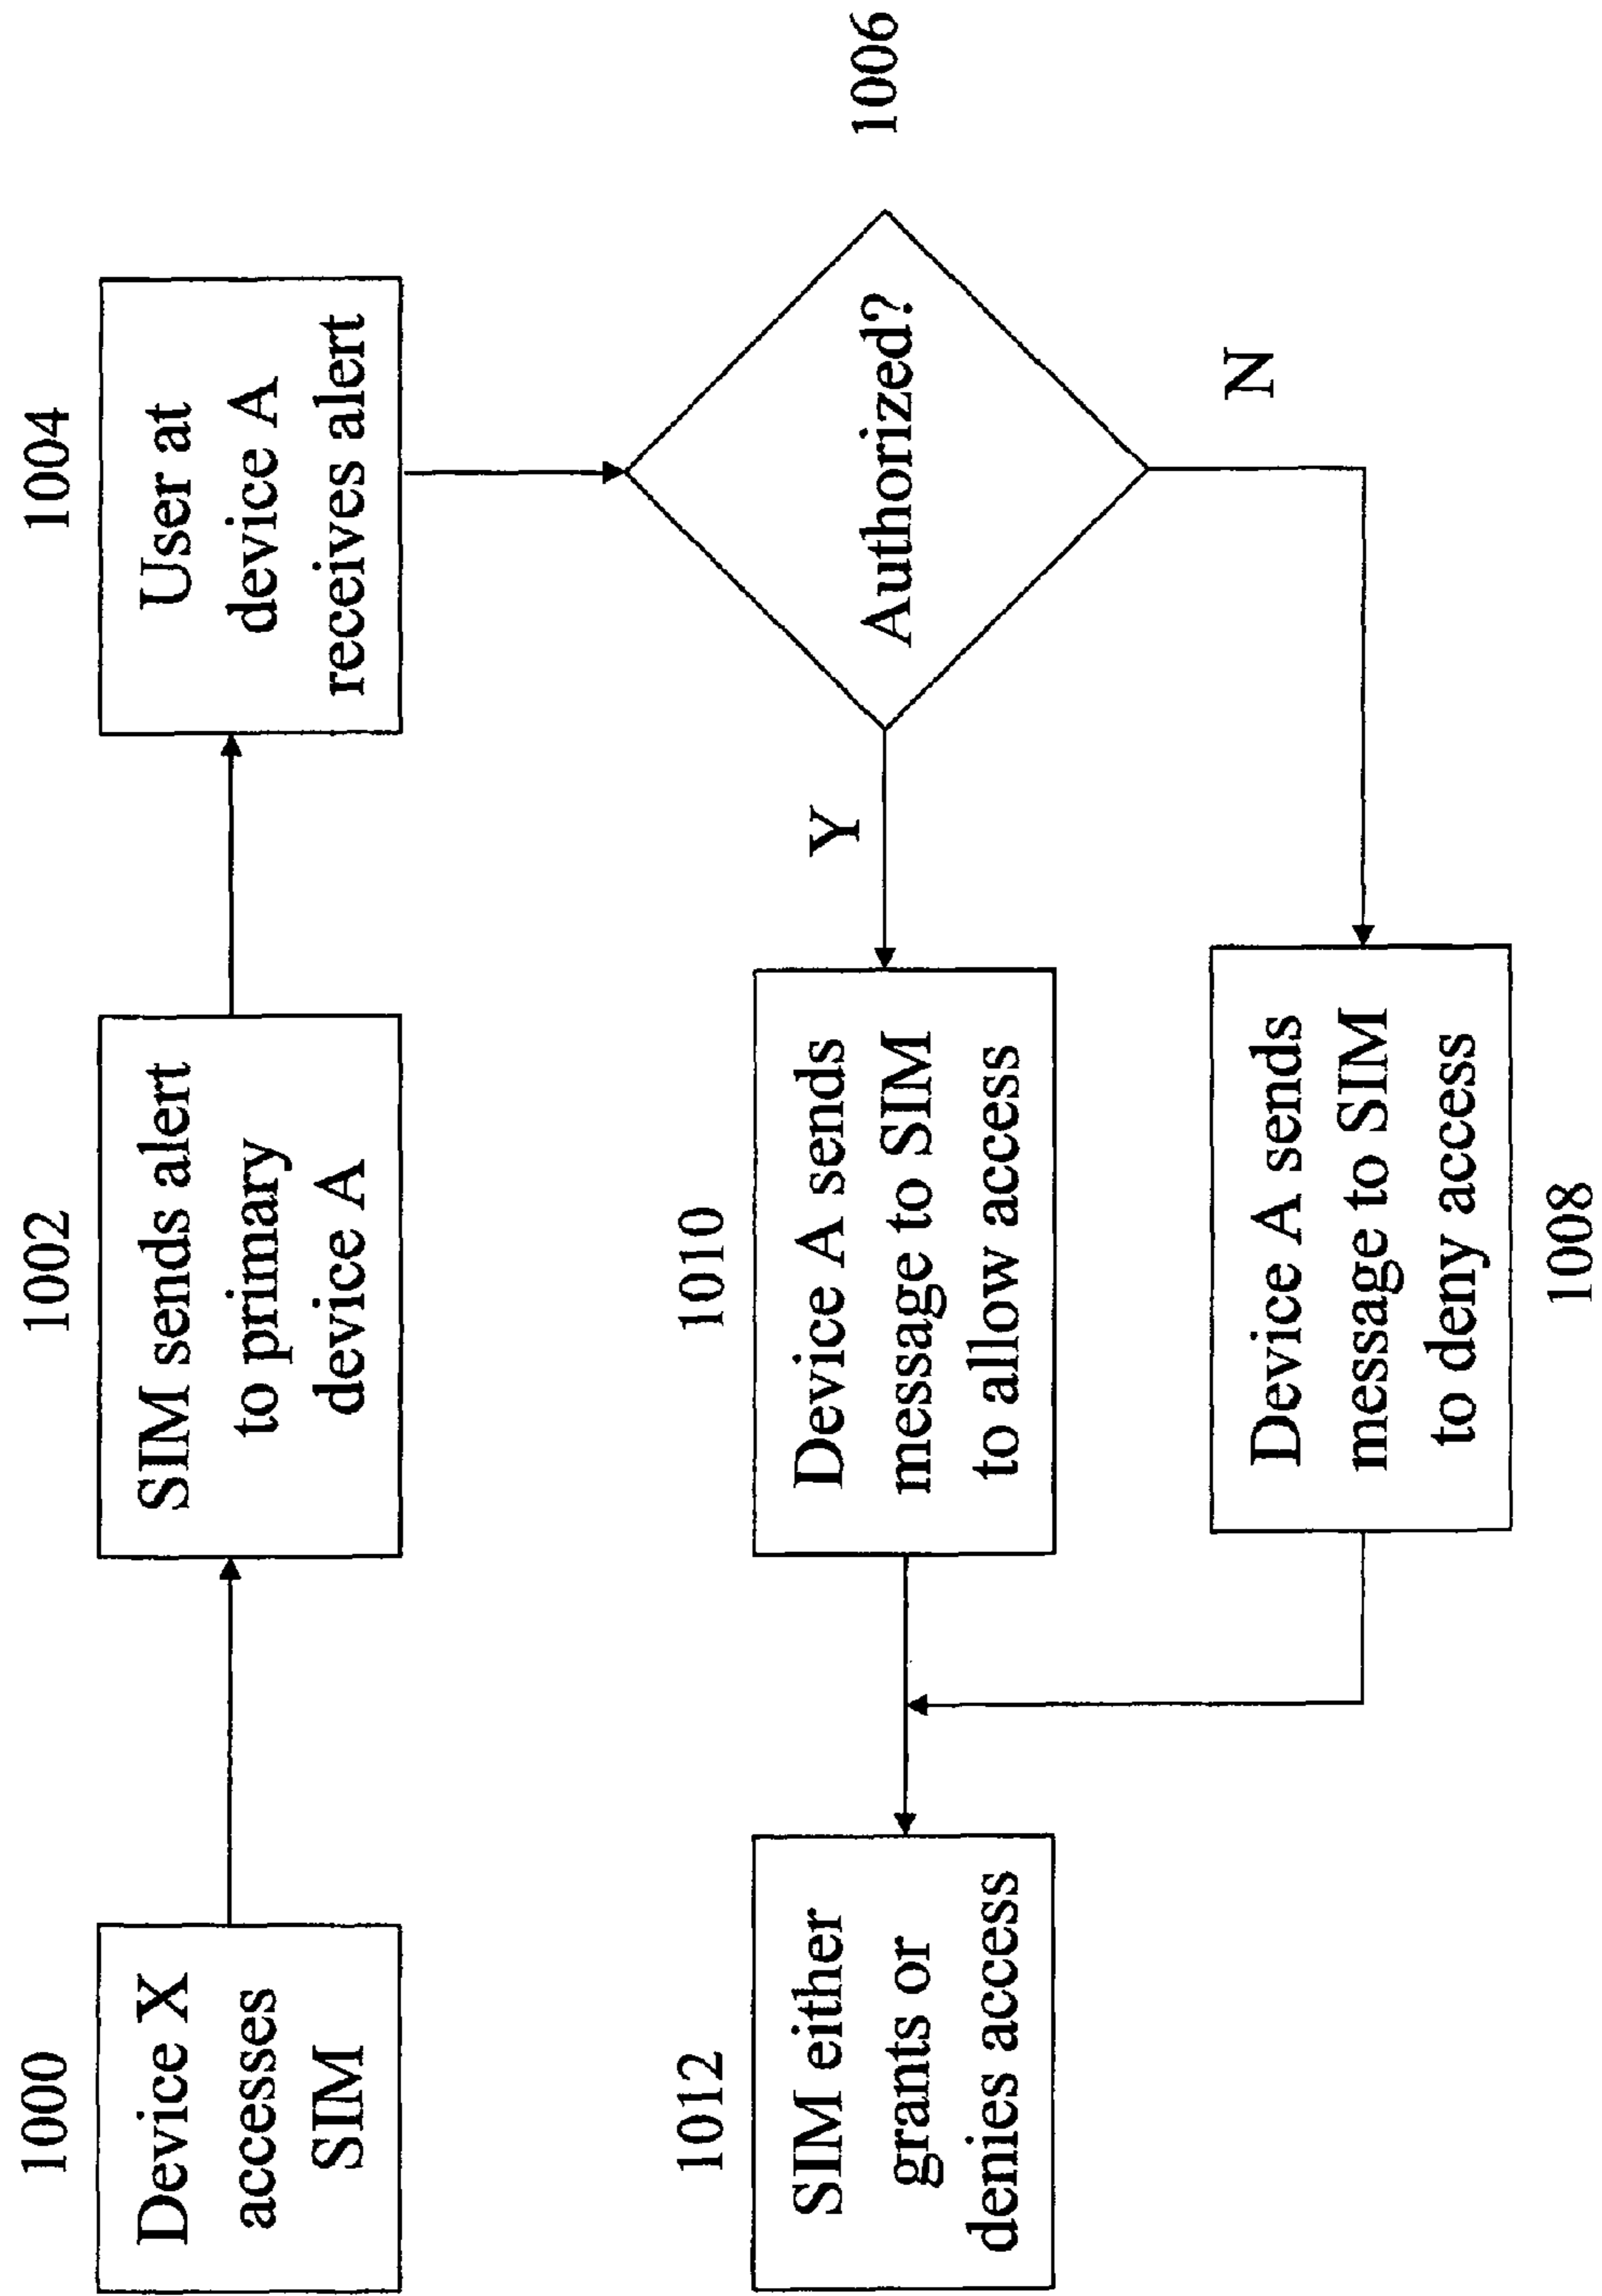 1000
Device X
accesses
SIM
1002
SIM sends alert
to primary
device A
1004
User at
device A
receives alert
Authorized?
1006
Y
N
1010
Device A sends
message to SIM
to allow access
Device A sends
message to SIM
to deny access
1008
1012
SIM either
grants or
denies access